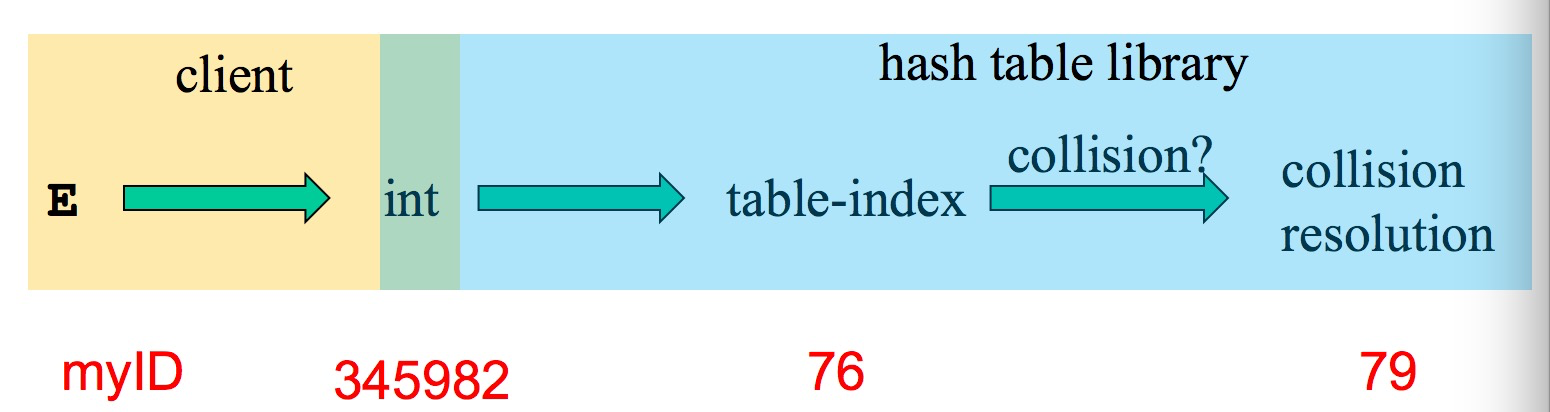 client
hash table library
E
int
table-index
collision?
collision
resolution
myID
345982
76
79